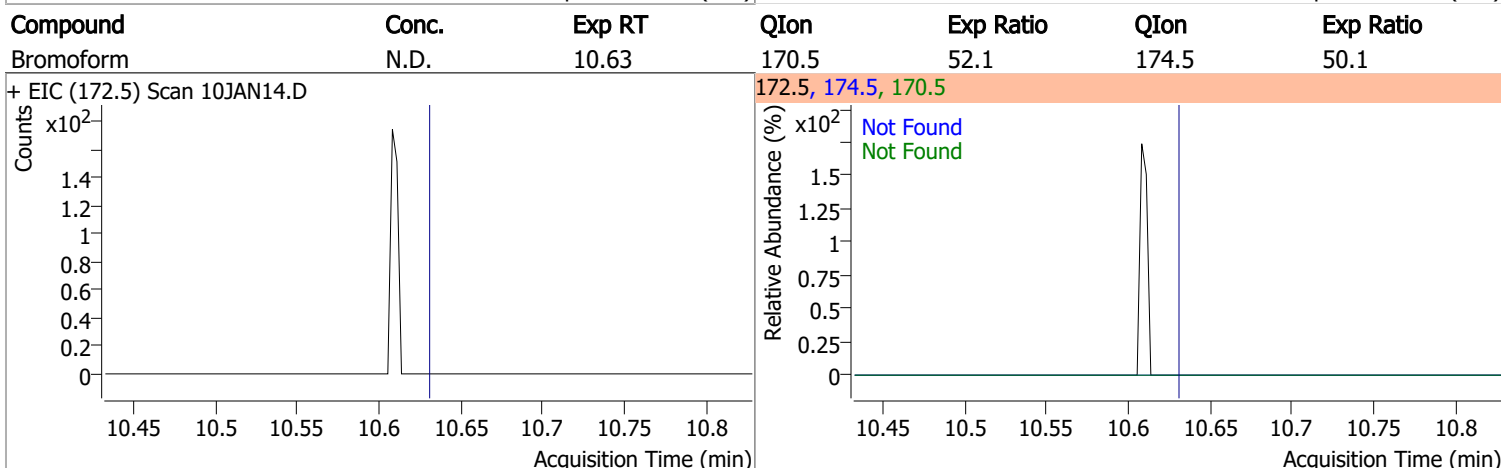 Compound Conc. Exp RT QIon Exp Ratio QIon Exp Ratio
Bromoform N.D. 10.63 170.5 52.1 174.5 50.1
+ EIC (172.5) Scan 10JAN14.D
Counts
x10²
1.4
1.2
1
0.8
0.6
0.4
0.2
0
10.45 10.5 10.55 10.6 10.65 10.7 10.75 10.8
Acquisition Time (min)
172.5, 174.5, 170.5
Relative Abundance (%)
x10²
Not Found
Not Found
1.5
1.25
1
0.75
0.5
0.25
0
10.45 10.5 10.55 10.6 10.65 10.7 10.75 10.8
Acquisition Time (min)